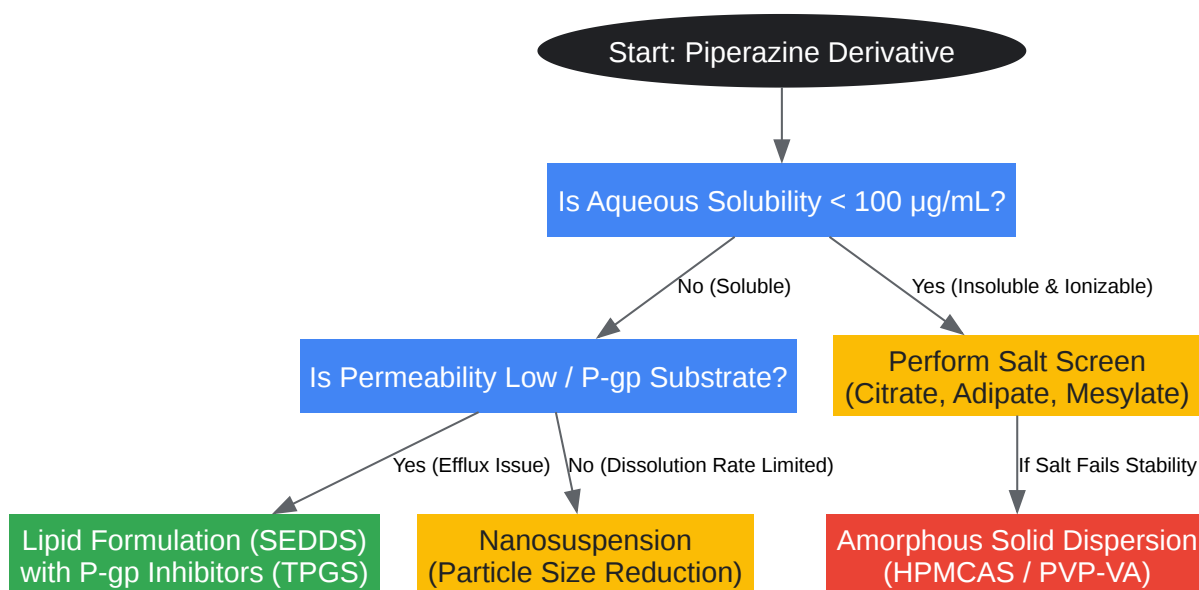 Start: Piperazine Derivative
Is Aqueous Solubility < 100 μg/mL?
No (Soluble)
Yes (Insoluble & Ionizable)
Is Permeability Low / P-gp Substrate?
Perform Salt Screen
(Citrate, Adipate, Mesylate)
Yes (Efflux Issue)
No (Dissolution Rate Limited)
If Salt Fails Stability
Lipid Formulation (SEDDS)
with P-gp Inhibitors (TPGS)
Nanosuspension
(Particle Size Reduction)
Amorphous Solid Dispersion
(HPMCAS / PVP-VA)